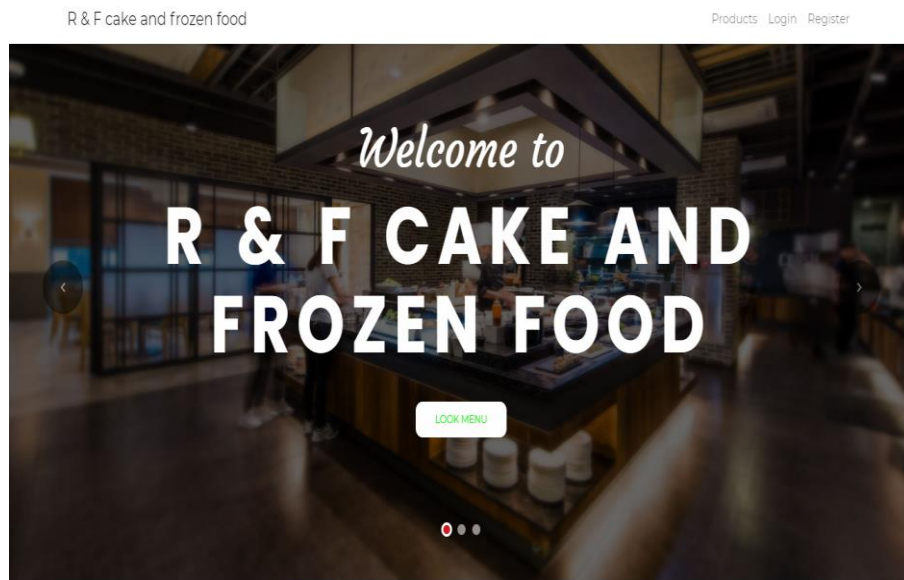 R & F cake and frozen food
Products Login Register
Welcome to
R & F CAKE AND
FROZEN FOOD
LOOK MENU